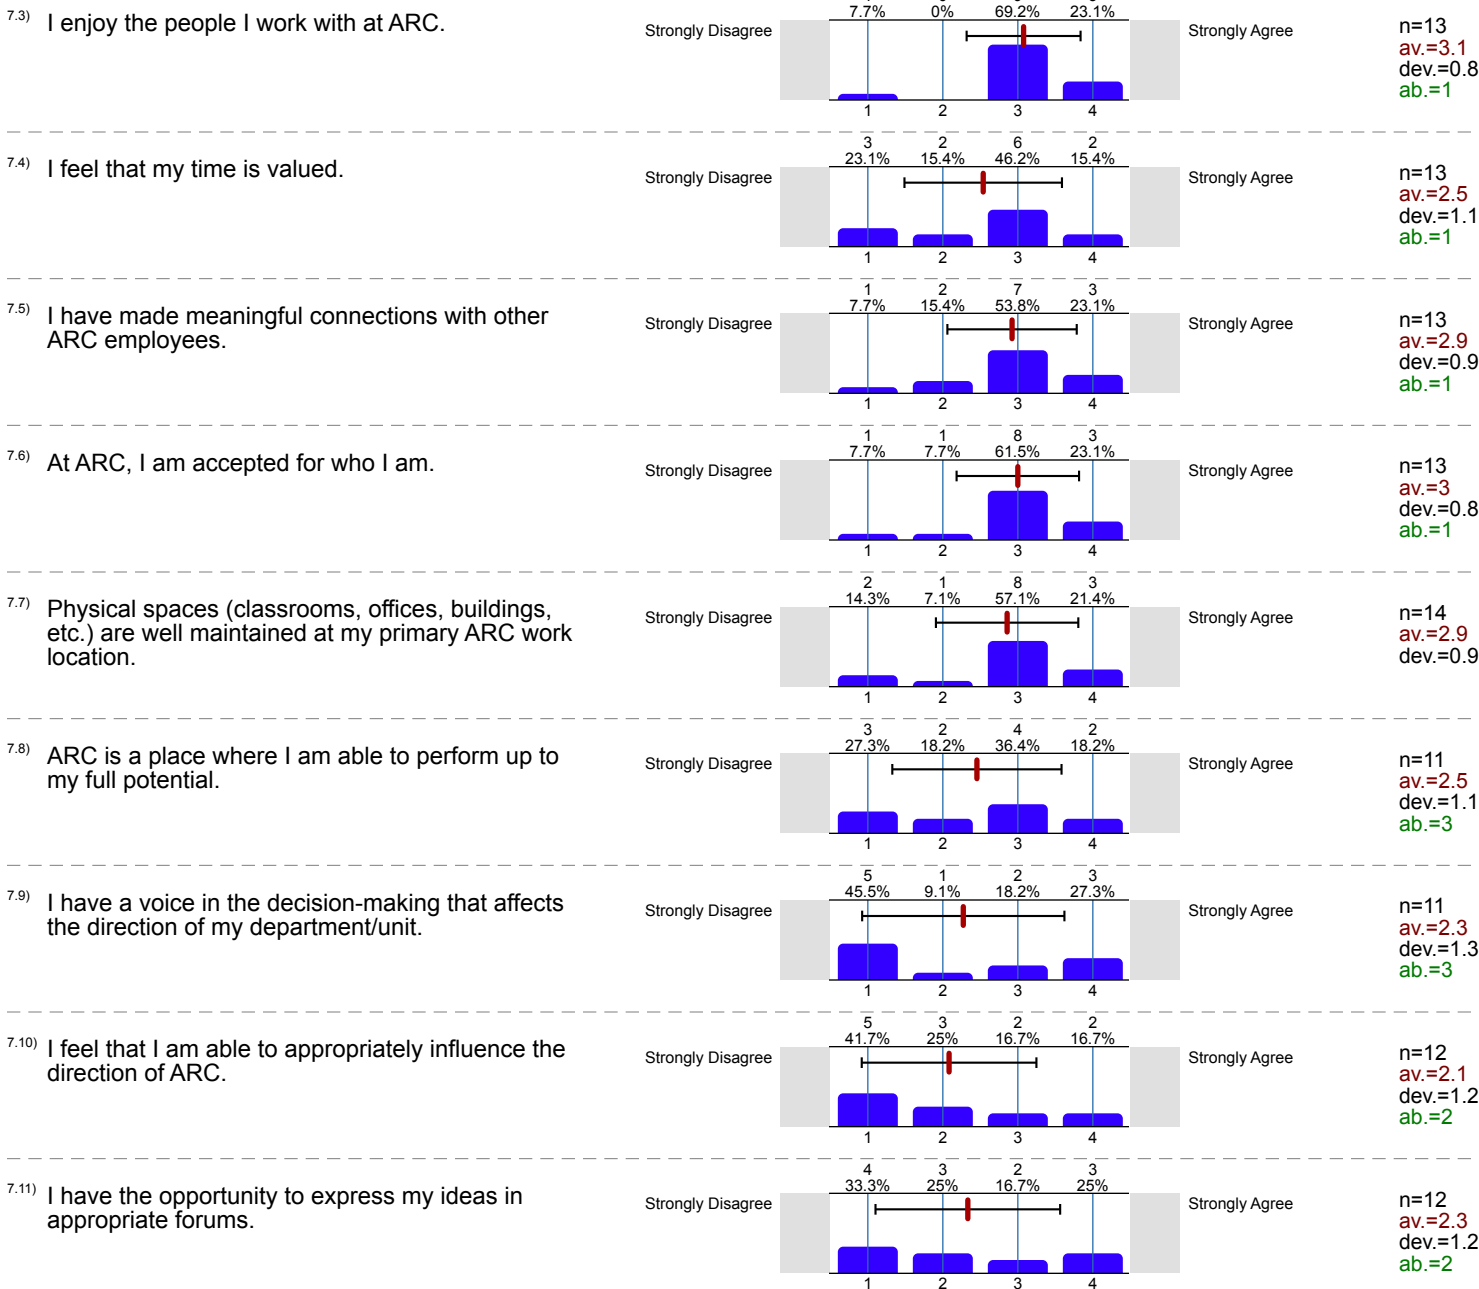 7.7% 0% 69.2% 23.1%
7.3) I enjoy the people I work with at ARC.
Strongly Disagree
Strongly Agree
n=13
av.=3.1
dev.=0.8
ab.=1
1 2 3 4
3 2 6 2
23.1% 15.4% 46.2% 15.4%
7.4) I feel that my time is valued.
Strongly Disagree
Strongly Agree
n=13
av.=2.5
dev.=1.1
ab.=1
1 2 3 4
1 2 7 3
7.7% 15.4% 53.8% 23.1%
7.5) I have made meaningful connections with other
ARC employees.
Strongly Disagree
Strongly Agree
n=13
av.=2.9
dev.=0.9
ab.=1
1 2 3 4
1 1 8 3
7.7% 7.7% 61.5% 23.1%
7.6) At ARC, I am accepted for who I am.
Strongly Disagree
Strongly Agree
n=13
av.=3
dev.=0.8
ab.=1
1 2 3 4
2 1 8 3
14.3% 7.1% 57.1% 21.4%
7.7) Physical spaces (classrooms, offices, buildings,
etc.) are well maintained at my primary ARC work
location.
Strongly Disagree
Strongly Agree
n=14
av.=2.9
dev.=0.9
1 2 3 4
3 2 4 2
27.3% 18.2% 36.4% 18.2%
7.8) ARC is a place where I am able to perform up to
my full potential.
Strongly Disagree
Strongly Agree
n=11
av.=2.5
dev.=1.1
ab.=3
1 2 3 4
5 1 2 3
45.5% 9.1% 18.2% 27.3%
7.9) I have a voice in the decision-making that affects
the direction of my department/unit.
Strongly Disagree
Strongly Agree
n=11
av.=2.3
dev.=1.3
ab.=3
1 2 3 4
5 3 2 2
41.7% 25% 16.7% 16.7%
7.10) I feel that I am able to appropriately influence the
direction of ARC.
Strongly Disagree
Strongly Agree
n=12
av.=2.1
dev.=1.2
ab.=2
1 2 3 4
4 3 2 3
33.3% 25% 16.7% 25%
7.11) I have the opportunity to express my ideas in
appropriate forums.
Strongly Disagree
Strongly Agree
n=12
av.=2.3
dev.=1.2
ab.=2
1 2 3 4